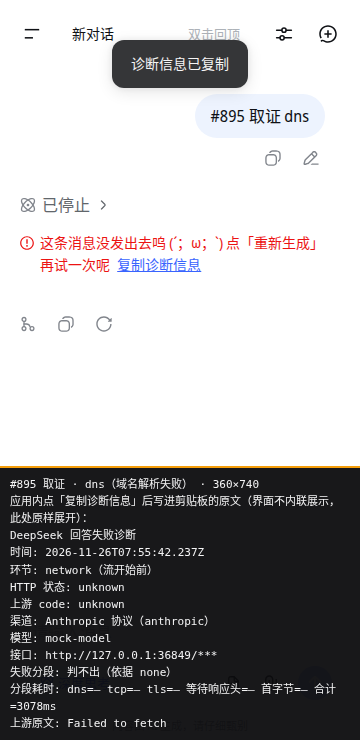 新对话
双击回顶
诊断信息已复制
#895 取证 dns
已停止
这条消息没发出去呜 (´；ω；`) 点「重新生成」
再试一次呢 复制诊断信息
#895 取证 · dns（域名解析失败） · 360×740
应用内点「复制诊断信息」后写进剪贴板的原文（界面不内联展示，
此处原样展开）：
DeepSeek 回答失败诊断
时间: 2026-11-26T07:55:42.237Z
环节: network（流开始前）
HTTP 状态: unknown
上游 code: unknown
渠道: Anthropic 协议（anthropic）
模型: mock-model
接口: http://127.0.0.1:36849/***
失败分段: 判不出（依据 none）
分段耗时: dns=— tcp=— tls=— 等待响应头=— 首字节=— 合计
=3078ms
上游原文: Failed to fetch